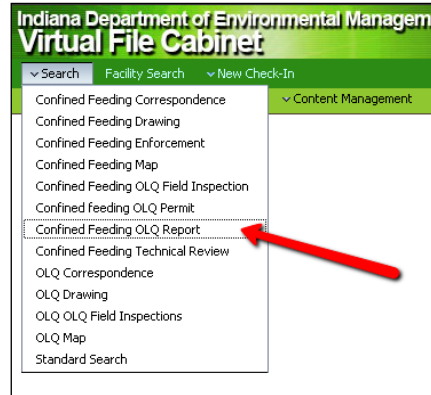 Indiana Department of Environmental Managem
Virtual File Cabinet
Search Facility Search New Check-In
Content Management
Confined Feeding Correspondence
Confined Feeding Drawing
Confined Feeding Enforcement
Confined Feeding Map
Confined Feeding OLQ Field Inspection
Confined feeding OLQ Permit
Confined Feeding OLQ Report
Confined Feeding Technical Review
OLQ Correspondence
OLQ Drawing
OLQ OLQ Field Inspections
OLQ Map
Standard Search